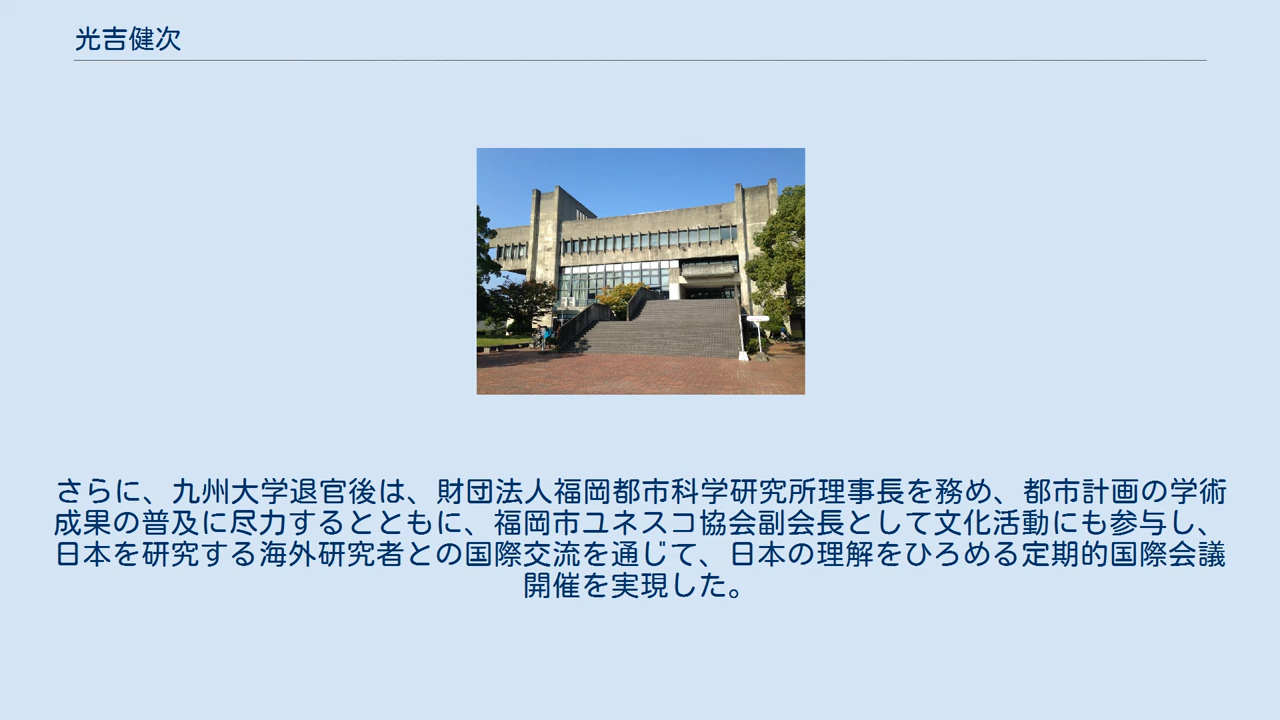 光吉健次
さらに、九州大学退官後は、財団法人福岡都市科学研究所理事長を務め、都市計画の学術
成果の普及に尽力するとともに、福岡市ユネスコ協会副会長として文化活動にも参与し、
日本を研究する海外研究者との国際交流を通じて、日本の理解をひろめる定期的国際会議
開催を実現した。